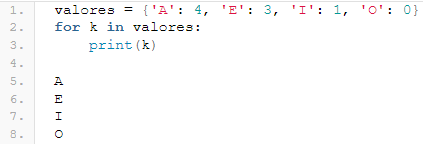 1. valores = {'A': 4, 'E': 3, 'I': 1, 'O': 0}
2. for k in valores:
3.     print(k)
4.
5. A
6. E
7. I
8. O